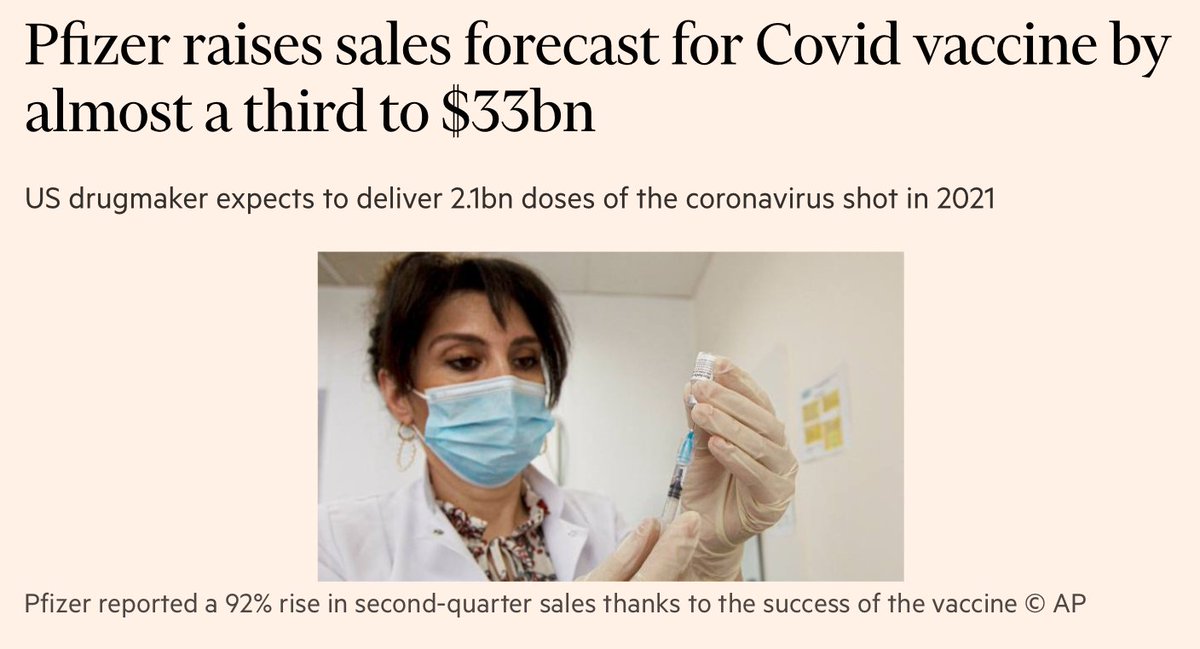 Pfizer raises sales forecast for Covid vaccine by
almost a third to $33bn
US drugmaker expects to deliver 2.1bn doses of the coronavirus shot in 2021
Pfizer reported a 92% rise in second-quarter sales thanks to the success of the vaccine © AP